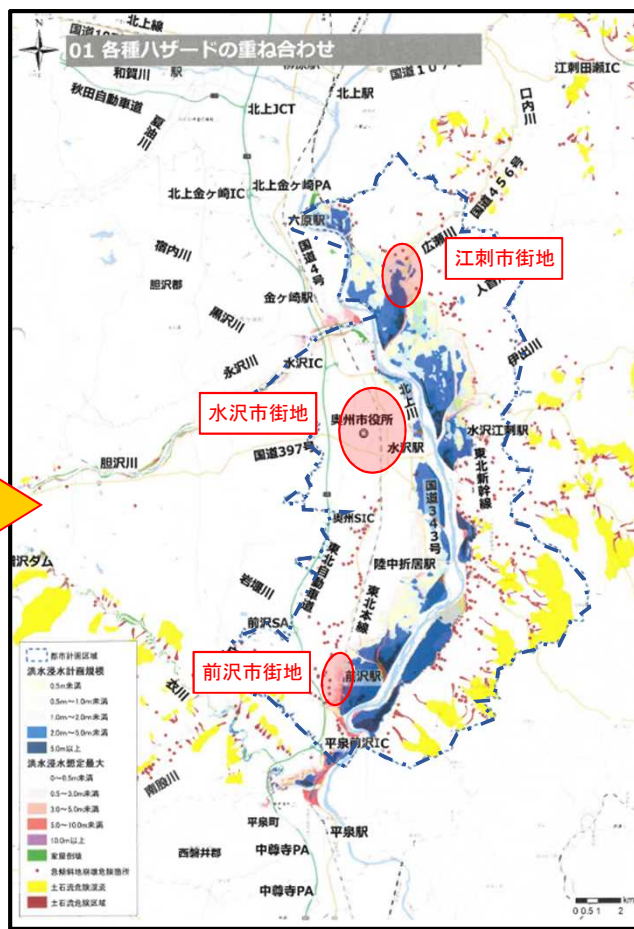 01 各種ハザードの重ね合わせ
北上線
和賀川
駅
国道107号
江刺田瀬IC
秋田自動車道
北上駅
夏油川
北上JCT
口内川
北上金ヶ崎IC
北上金ヶ崎PA
国道456号
六原駅
広瀬川
宿内川
国道4号
江刺市街地
胆沢郡
金ヶ崎駅
黒沢川
伊出川
永沢川
水沢IC
北上川
水沢市街地
奥州市役所
水沢江刺駅
胆沢川
国道397号
水沢駅
東北新幹線
国道343号
奥州SIC
陸中折居駅
岩堰川
東北自動車道
東北本線
前沢SA
前沢市街地
前沢駅
衣川
平泉前沢IC
南股川
平泉町
平泉駅
西磐井郡
中尊寺PA
中尊寺PA
都市計画区域
洪水浸水計画規模
0.5m未満
0.5m～1.0m未満
1.0m～2.0m未満
2.0m～5.0m未満
5.0m以上
洪水浸水想定最大
0～0.5m未満
0.5～3.0m未満
3.0～5.0m未満
5.0～10.0m未満
10.0m以上
家屋倒壊
急傾斜地崩壊危険箇所
土石流危険渓流
土石流危険区域
km
0 0.5 1 2